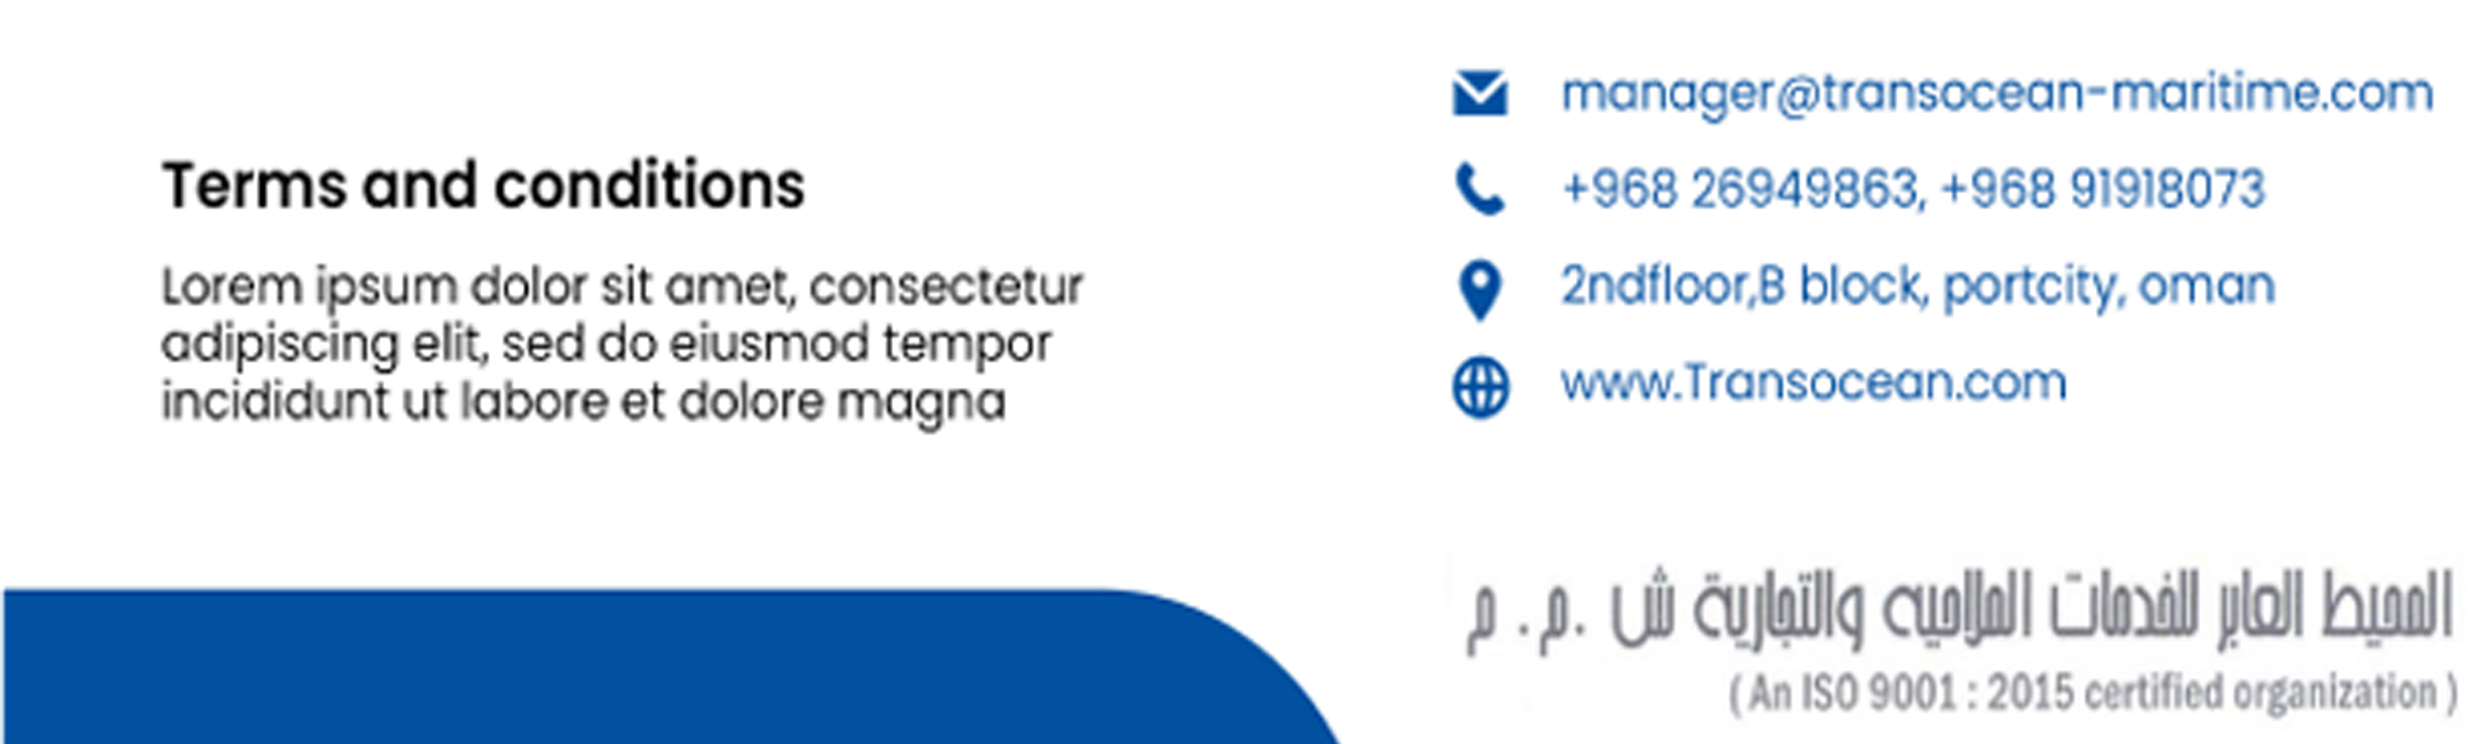 Terms and conditions
Lorem ipsum dolor sit amet, consectetur
adipiscing elit, sed do eiusmod tempor
incididunt ut labore et dolore magna
manager@transocean-maritime.com
+968 26949863, +968 91918073
2ndfloor,B block, portcity, oman
www.Transocean.com
المحيط العابر للخدمات الملاحيه والتجارية ش .م. م
( An ISO 9001 : 2015 certified organization )